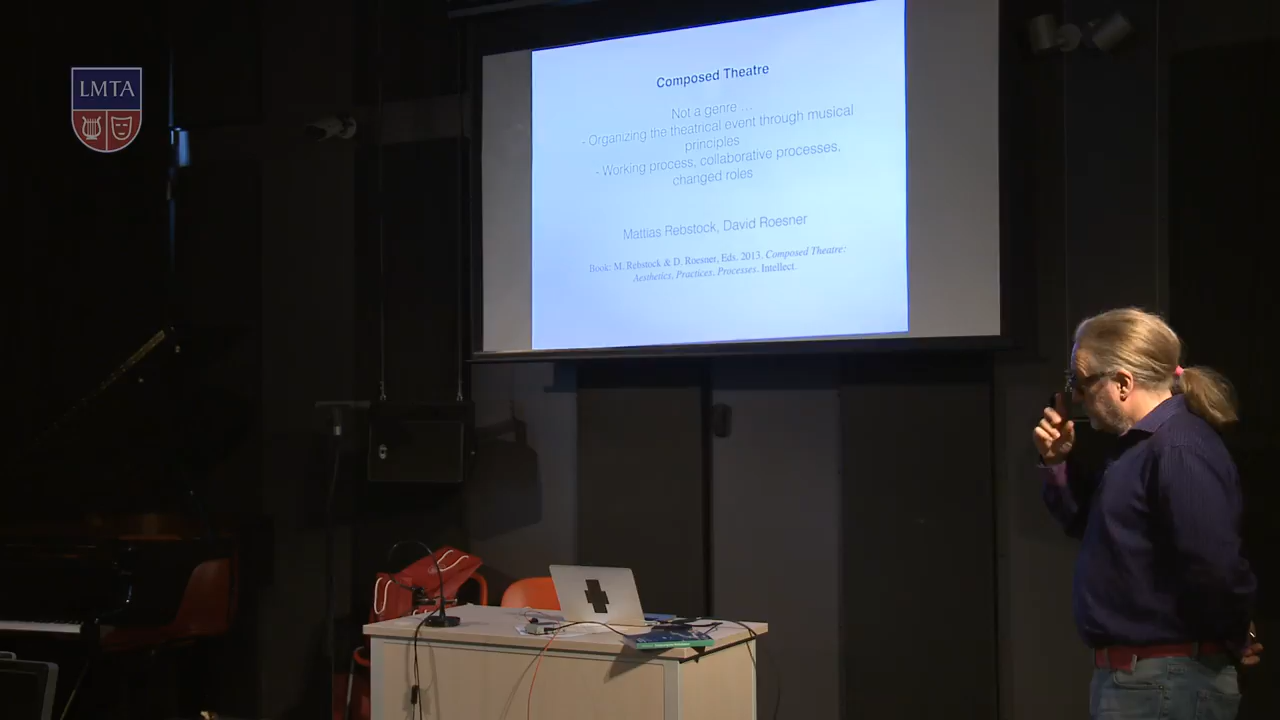 LMTA
Composed Theatre
Not a genre ...
- Organizing the theatrical event through musical
principles
- Working process, collaborative processes,
changed roles
Mattias Rebstock, David Roesner
Book: M. Rebstock & D. Roesner, Eds. 2013. Composed Theatre:
Aesthetics, Practices, Processes. Intellect.